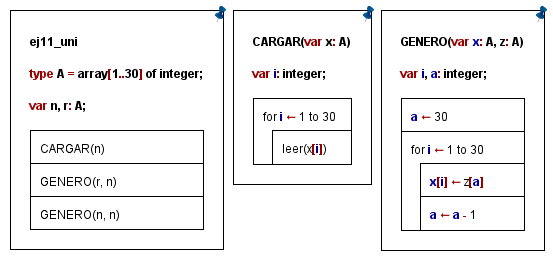 ej11_uni
type A = array[1..30] of integer;
var n, r: A;
CARGAR(n)
GENERO(r, n)
GENERO(n, n)
CARGAR(var x: A)
var i: integer;
for i ← 1 to 30
leer(x[i])
GENERO(var x: A, z: A)
var i, a: integer;
a ← 30
for i ← 1 to 30
x[i] ← z[a]
a ← a - 1